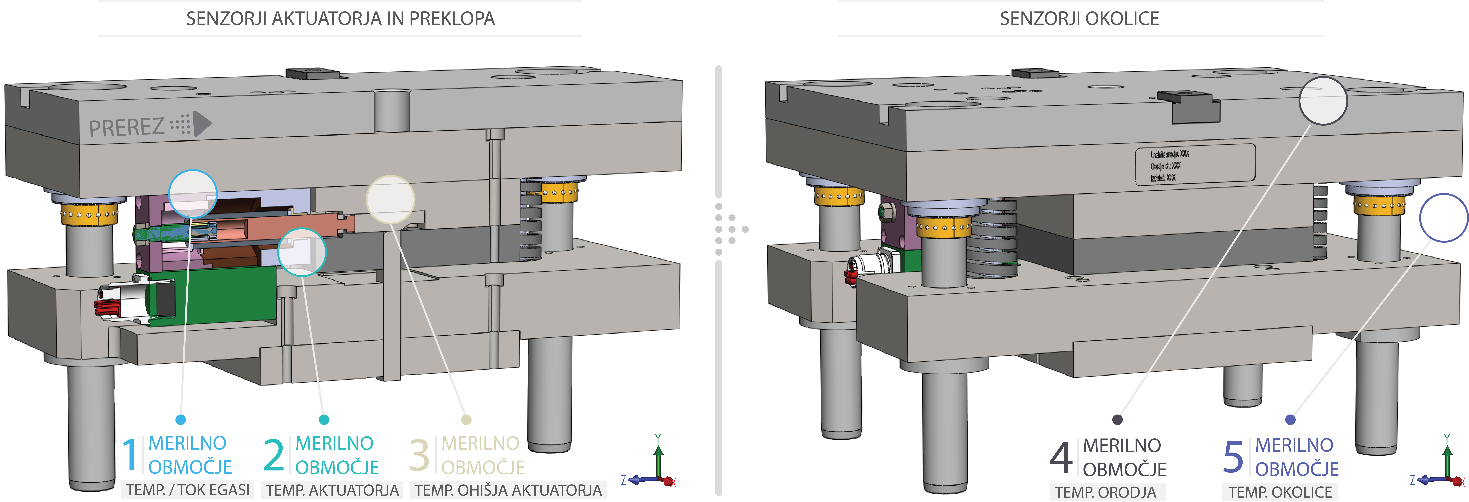 SENZORJI AKTUATORJA IN PREKLOPA
SENZORJI OKOLICE
PREREZ
1 MERILNO OBMOČJE
TEMP. / TOK EGASI
2 MERILNO OBMOČJE
TEMP. AKTUATORJA
3 MERILNO OBMOČJE
TEMP. OHIŠJA AKTUATORJA
Y
Z
X
4 MERILNO OBMOČJE
TEMP. ORODJA
5 MERILNO OBMOČJE
TEMP. OKOLICE
Y
Z
X